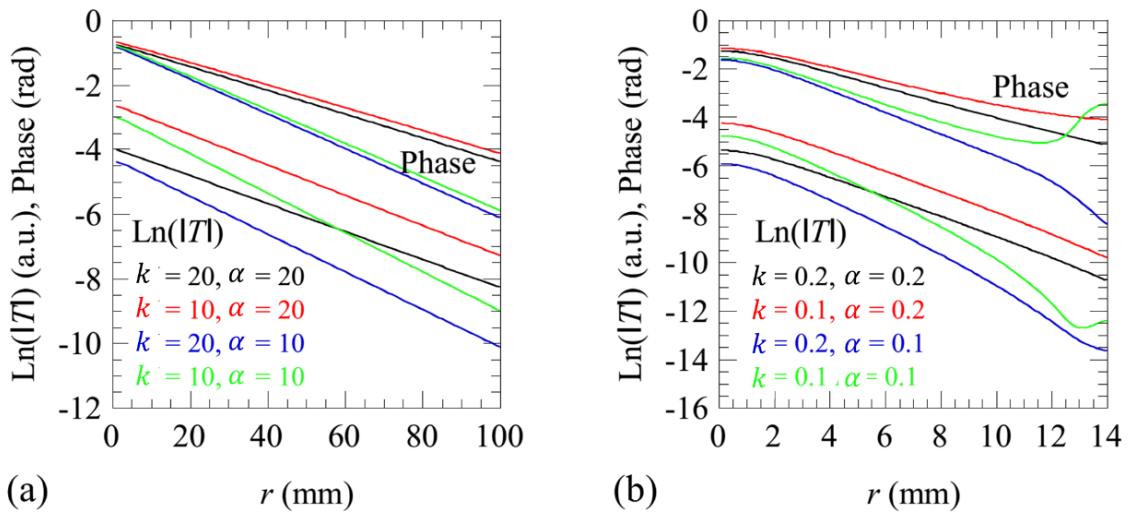 0
-2
-4
-6
-8
-10
-12
Ln(|T|) (a.u.), Phase (rad)
Phase
Ln(|T|)
k = 20, α = 20
k = 10, α = 20
k = 20, α = 10
k = 10, α = 10
0 20 40 60 80 100
(a) r (mm)
0
-2
-4
-6
-8
-10
-12
-14
-16
Ln(|T|) (a.u.), Phase (rad)
Phase
Ln(|T|)
k = 0.2, α = 0.2
k = 0.1, α = 0.2
k = 0.2, α = 0.1
k = 0.1, α = 0.1
0 2 4 6 8 10 12 14
(b) r (mm)